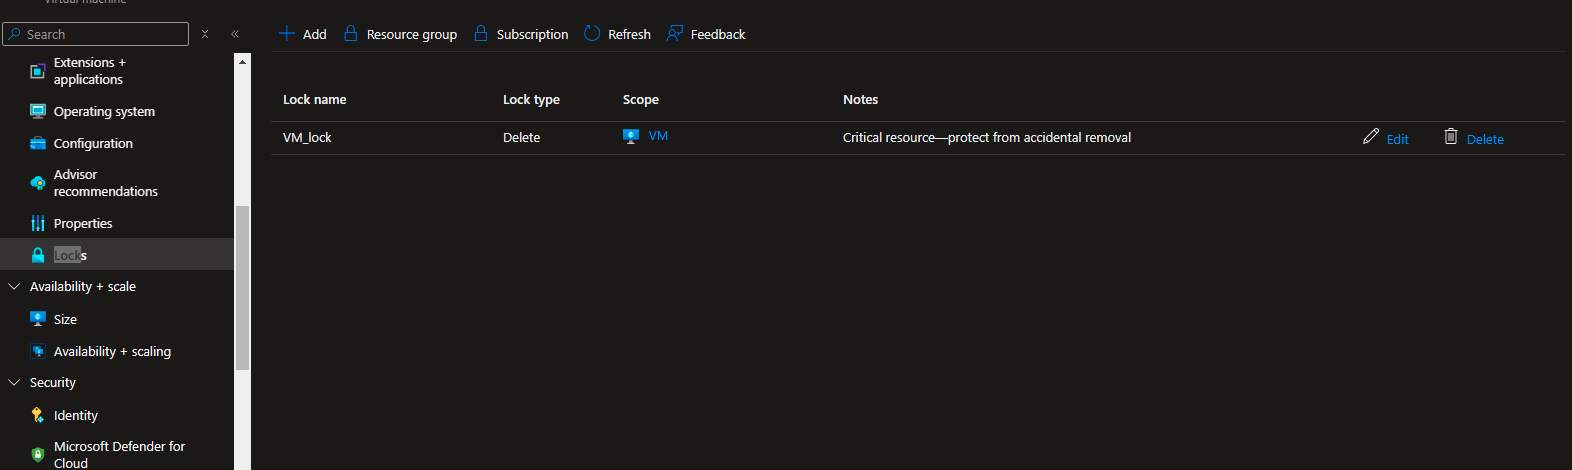 Virtual machine
Search
Add
Resource group
Subscription
Refresh
Feedback
Extensions +
applications
Operating system
Configuration
Advisor
recommendations
Properties
Locks
Availability + scale
Size
Availability + scaling
Security
Identity
Microsoft Defender for
Cloud
Lock name Lock type Scope Notes
VM_lock Delete VM Critical resource—protect from accidental removal Edit Delete